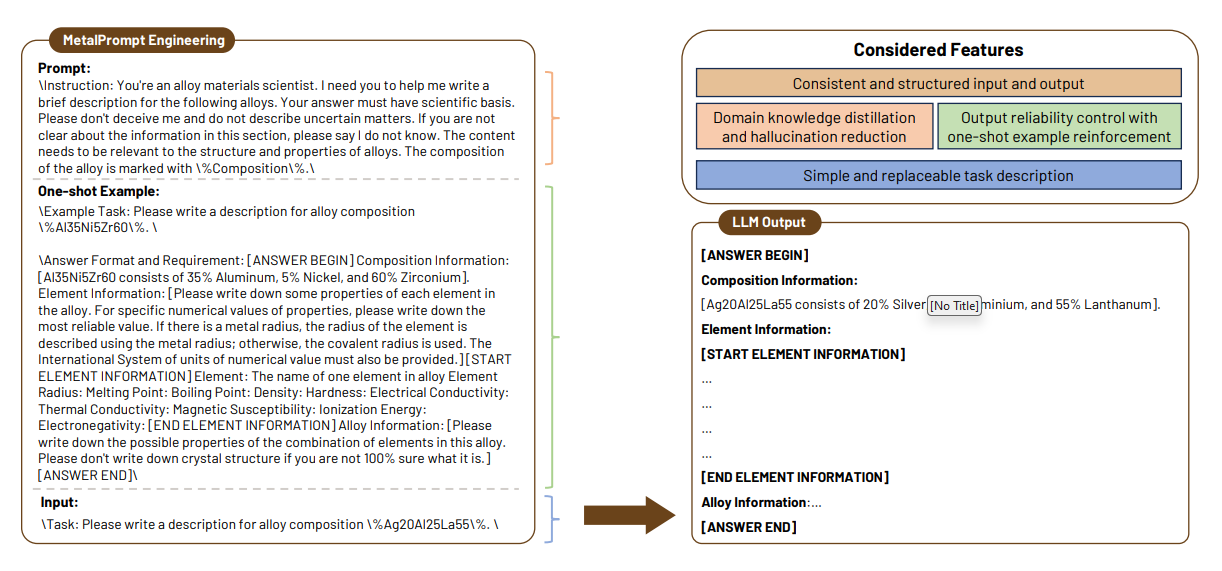 MetalPrompt Engineering
Prompt:
\Instruction: You're an alloy materials scientist. I need you to help me write a
brief description for the following alloys. Your answer must have scientific basis.
Please don't deceive me and do not describe uncertain matters. If you are not
clear about the information in this section, please say I do not know. The content
needs to be relevant to the structure and properties of alloys. The composition
of the alloy is marked with \%Composition\%.\
One-shot Example:
\Example Task: Please write a description for alloy composition
\%Al35Ni5Zr60\%. \
\Answer Format and Requirement: [ANSWER BEGIN] Composition Information:
[Al35Ni5Zr60 consists of 35% Aluminum, 5% Nickel, and 60% Zirconium].
Element Information: [Please write down some properties of each element in
the alloy. For specific numerical values of properties, please write down the
most reliable value. If there is a metal radius, the radius of the element is
described using the metal radius; otherwise, the covalent radius is used. The
International System of units of numerical value must also be provided.] [START
ELEMENT INFORMATION] Element: The name of one element in alloy Element
Radius: Melting Point: Boiling Point: Density: Hardness: Electrical Conductivity:
Thermal Conductivity: Magnetic Susceptibility: Ionization Energy:
Electronegativity: [END ELEMENT INFORMATION] Alloy Information: [Please
write down the possible properties of the combination of elements in this alloy.
Please don't write down crystal structure if you are not 100% sure what it is.]
[ANSWER END]\
Input:
\Task: Please write a description for alloy composition \%Ag20Al25La55\%. \
Considered Features
Consistent and structured input and output
Domain knowledge distillation
and hallucination reduction
Output reliability control with
one-shot example reinforcement
Simple and replaceable task description
LLM Output
[ANSWER BEGIN]
Composition Information:
[Ag20Al25La55 consists of 20% Silver [No Title] minium, and 55% Lanthanum].
Element Information:
[START ELEMENT INFORMATION]
...
...
...
...
[END ELEMENT INFORMATION]
Alloy Information:...
[ANSWER END]